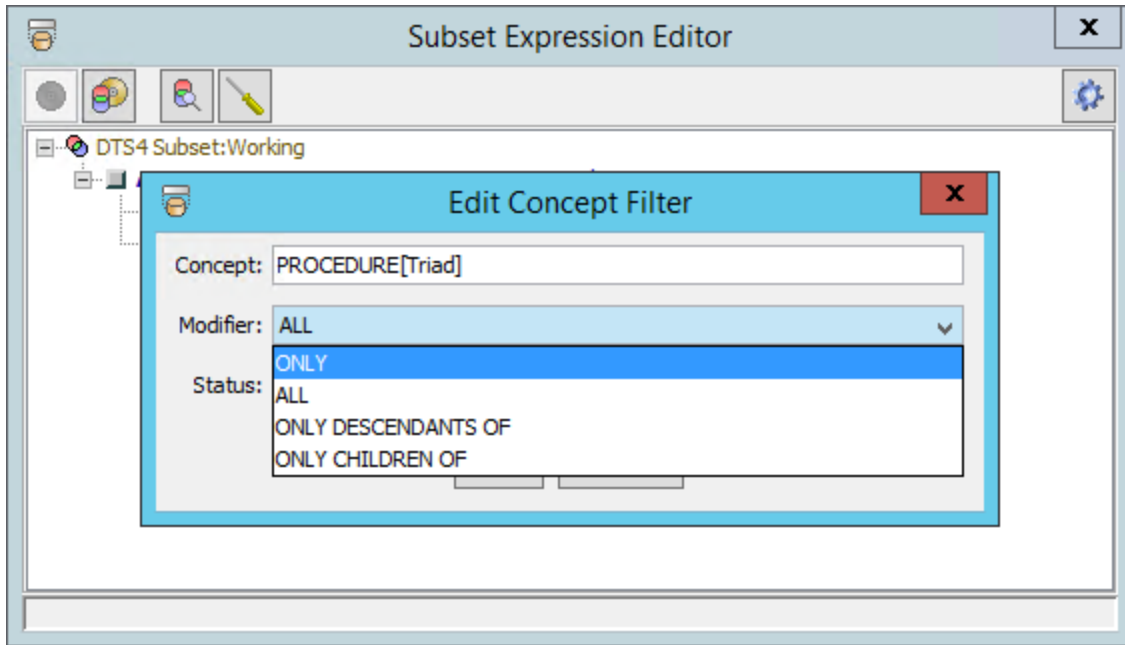 Subset Expression Editor
x
DTS4 Subset:Working
Edit Concept Filter
x
Concept: PROCEDURE[Triad]
Modifier: ALL
ONLY
Status:
ALL
ONLY DESCENDANTS OF
ONLY CHILDREN OF